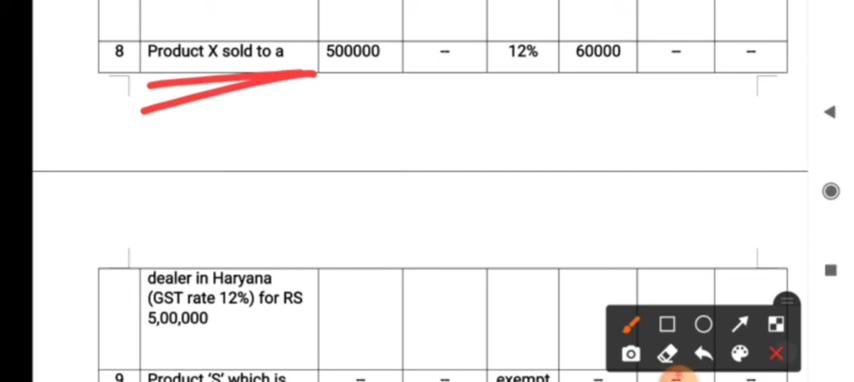 8 Product X sold to a 500000 -- 12% 60000 -- --
dealer in Haryana
(GST rate 12%) for RS
5,00,000
9 Product 'S' which is -- -- exempt -- -- --